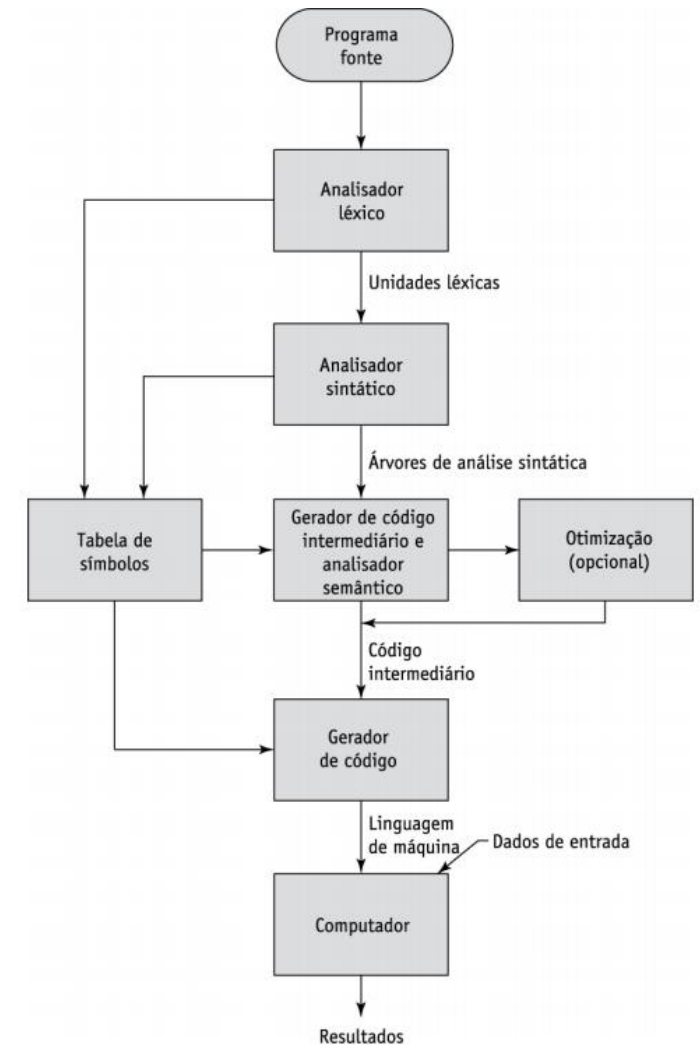 Programa
fonte
Analisador
léxico
Unidades léxicas
Analisador
sintático
Árvores de análise sintática
Tabela de
símbolos
Gerador de código
intermediário e
analisador
semântico
Otimização
(opcional)
Código
intermediário
Gerador
de código
Linguagem
de máquina
Dados de entrada
Computador
Resultados